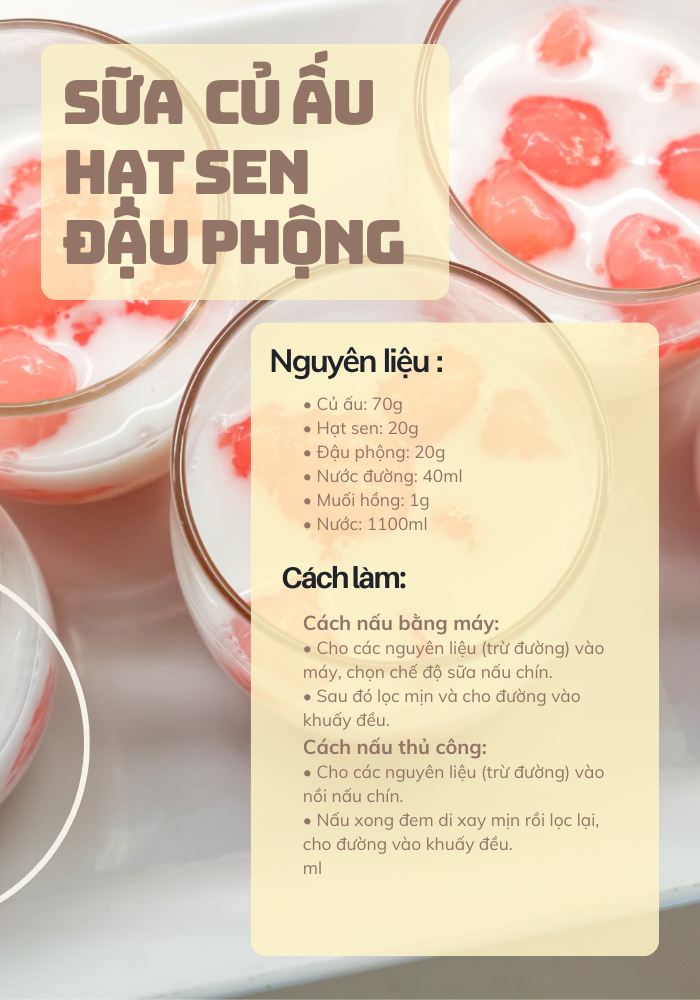 SỮA CỦ ẤU
HẠT SEN
ĐẬU PHỘNG
Nguyên liệu :
• Củ ấu: 70g
• Hạt sen: 20g
• Đậu phộng: 20g
• Nước đường: 40ml
• Muối hồng: 1g
• Nước: 1100ml
Cách làm:
Cách nấu bằng máy:
• Cho các nguyên liệu (trừ đường) vào
máy, chọn chế độ sữa nấu chín.
• Sau đó lọc mịn và cho đường vào
khuấy đều.
Cách nấu thủ công:
• Cho các nguyên liệu (trừ đường) vào
nồi nấu chín.
• Nấu xong đem di xay mịn rồi lọc lại,
cho đường vào khuấy đều.
ml